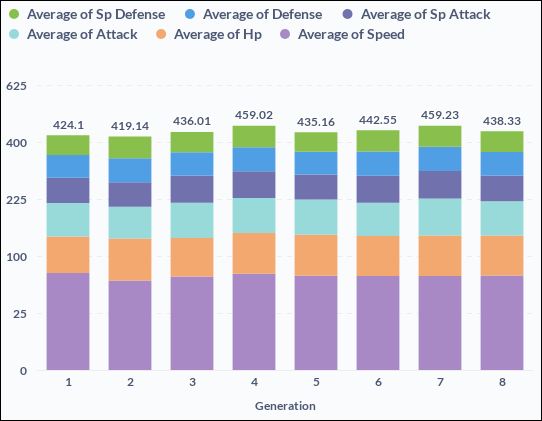 Average of Sp Defense Average of Defense Average of Sp Attack
Average of Attack Average of Hp Average of Speed
625
424.1 419.14 436.01 459.02 435.16 442.55 459.23 438.33
400
225
100
25
0
1 2 3 4 5 6 7 8
Generation